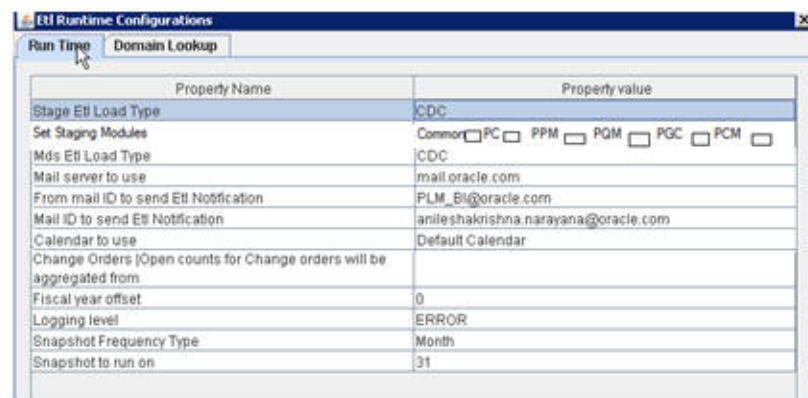 Etl Runtime Configurations
Run Time Domain Lookup
Property Name Property value
Stage Etl Load Type CDC
Set Staging Modules Common PC PPM PQM PGC PCM
Mds Etl Load Type CDC
Mail server to use mail.oracle.com
From mail ID to send Etl Notification PLM_BI@oracle.com
Mail ID to send Etl Notification anileshakrishna.narayana@oracle.com
Calendar to use Default Calendar
Change Orders |Open counts for Change orders will be
aggregated from
Fiscal year offset 0
Logging level ERROR
Snapshot Frequency Type Month
Snapshot to run on 31